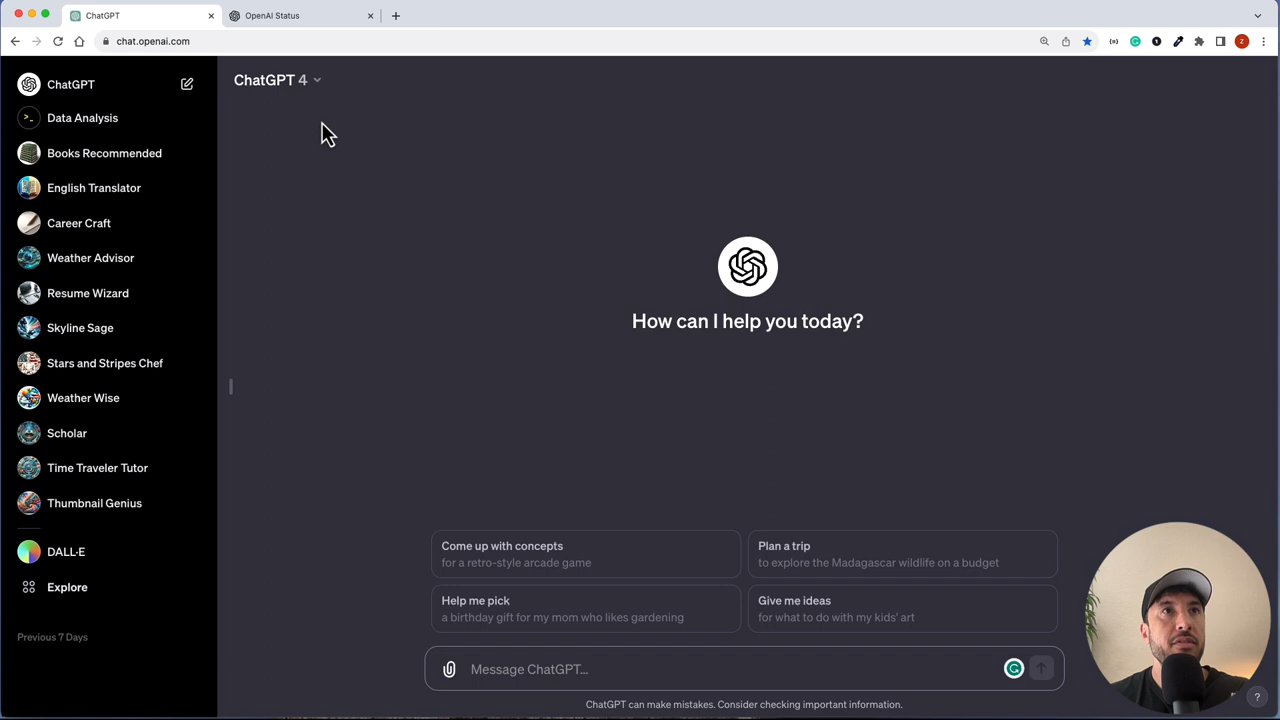 ChatGPT
OpenAI Status
chat.openai.com
z
ChatGPT
Data Analysis
Books Recommended
English Translator
Career Craft
Weather Advisor
Resume Wizard
Skyline Sage
Stars and Stripes Chef
Weather Wise
Scholar
Time Traveler Tutor
Thumbnail Genius
DALL·E
Explore
Previous 7 Days
ChatGPT 4
How can I help you today?
Come up with concepts
for a retro-style arcade game
Plan a trip
to explore the Madagascar wildlife on a budget
Help me pick
a birthday gift for my mom who likes gardening
Give me ideas
for what to do with my kids' art
Message ChatGPT...
ChatGPT can make mistakes. Consider checking important information.
?